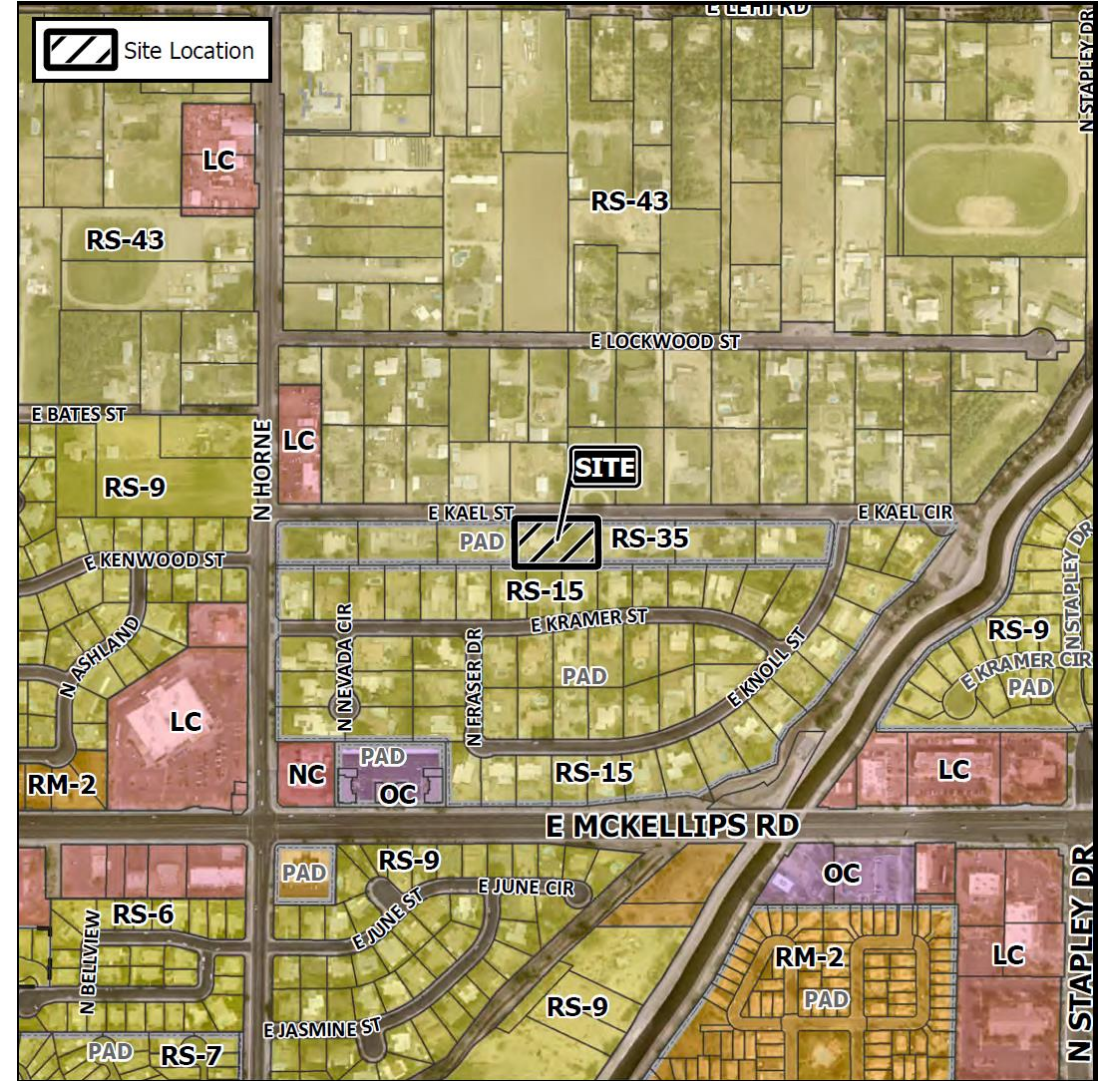 E LEHI RD
Site Location
N STAPLEY DR
LC
RS-43
RS-43
E LOCKWOOD ST
E BATES ST
N HORNE
LC
SITE
RS-9
E KAEL ST
E KAEL CIR
PAD
RS-35
E KENWOOD ST
RS-15
N STAPLEY DR
E KRAMER ST
RS-9
N ASHLAND
N NEVADA CIR
N FRASER DR
E KNOLL ST
E KRAMER CIR
PAD
PAD
LC
PAD
NC
RS-15
LC
RM-2
OC
E MCKELLIPS RD
PAD
RS-9
OC
E JUNE CIR
RS-6
E JUNE ST
N STAPLEY DR
N BELLVIEW
RM-2
LC
PAD
RS-9
E JASMINE ST
PAD
RS-7